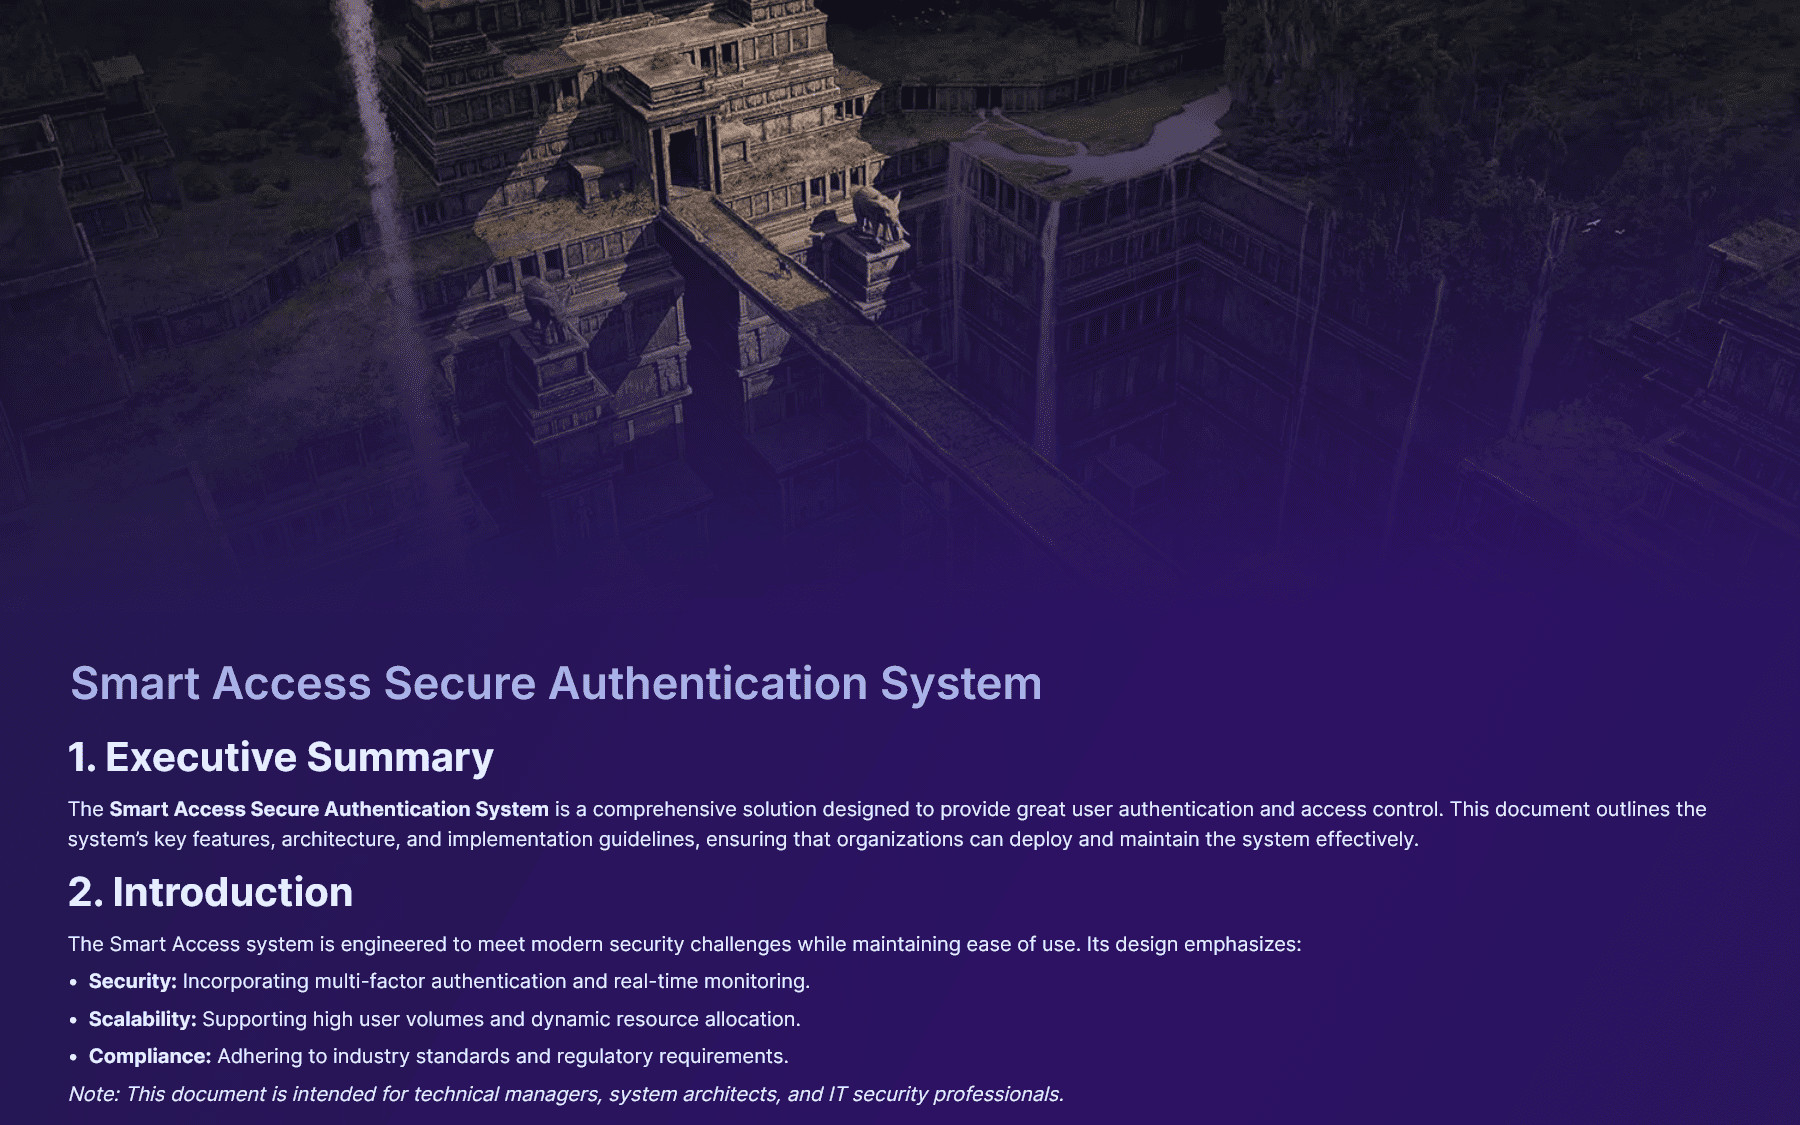 Smart Access Secure Authentication System
1. Executive Summary
The Smart Access Secure Authentication System is a comprehensive solution designed to provide great user authentication and access control. This document outlines the
system’s key features, architecture, and implementation guidelines, ensuring that organizations can deploy and maintain the system effectively.
2. Introduction
The Smart Access system is engineered to meet modern security challenges while maintaining ease of use. Its design emphasizes:
• Security: Incorporating multi-factor authentication and real-time monitoring.
• Scalability: Supporting high user volumes and dynamic resource allocation.
• Compliance: Adhering to industry standards and regulatory requirements.
Note: This document is intended for technical managers, system architects, and IT security professionals.